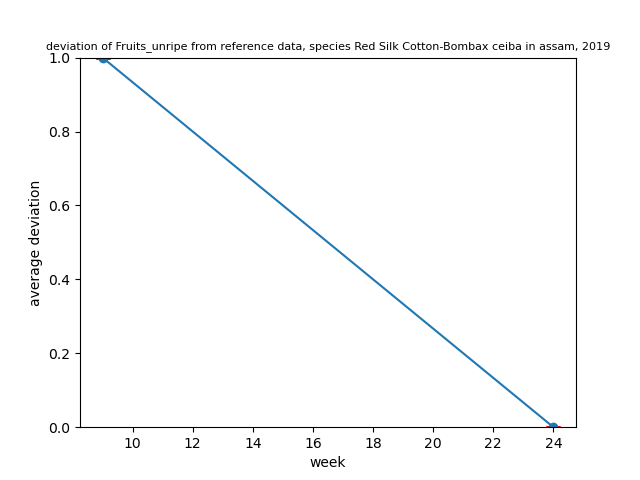 deviation of Fruits_unripe from reference data, species Red Silk Cotton-Bombax ceiba in assam, 2019
1.0
0.8
0.6
0.4
0.2
0.0
average deviation
10 12 14 16 18 20 22 24
week